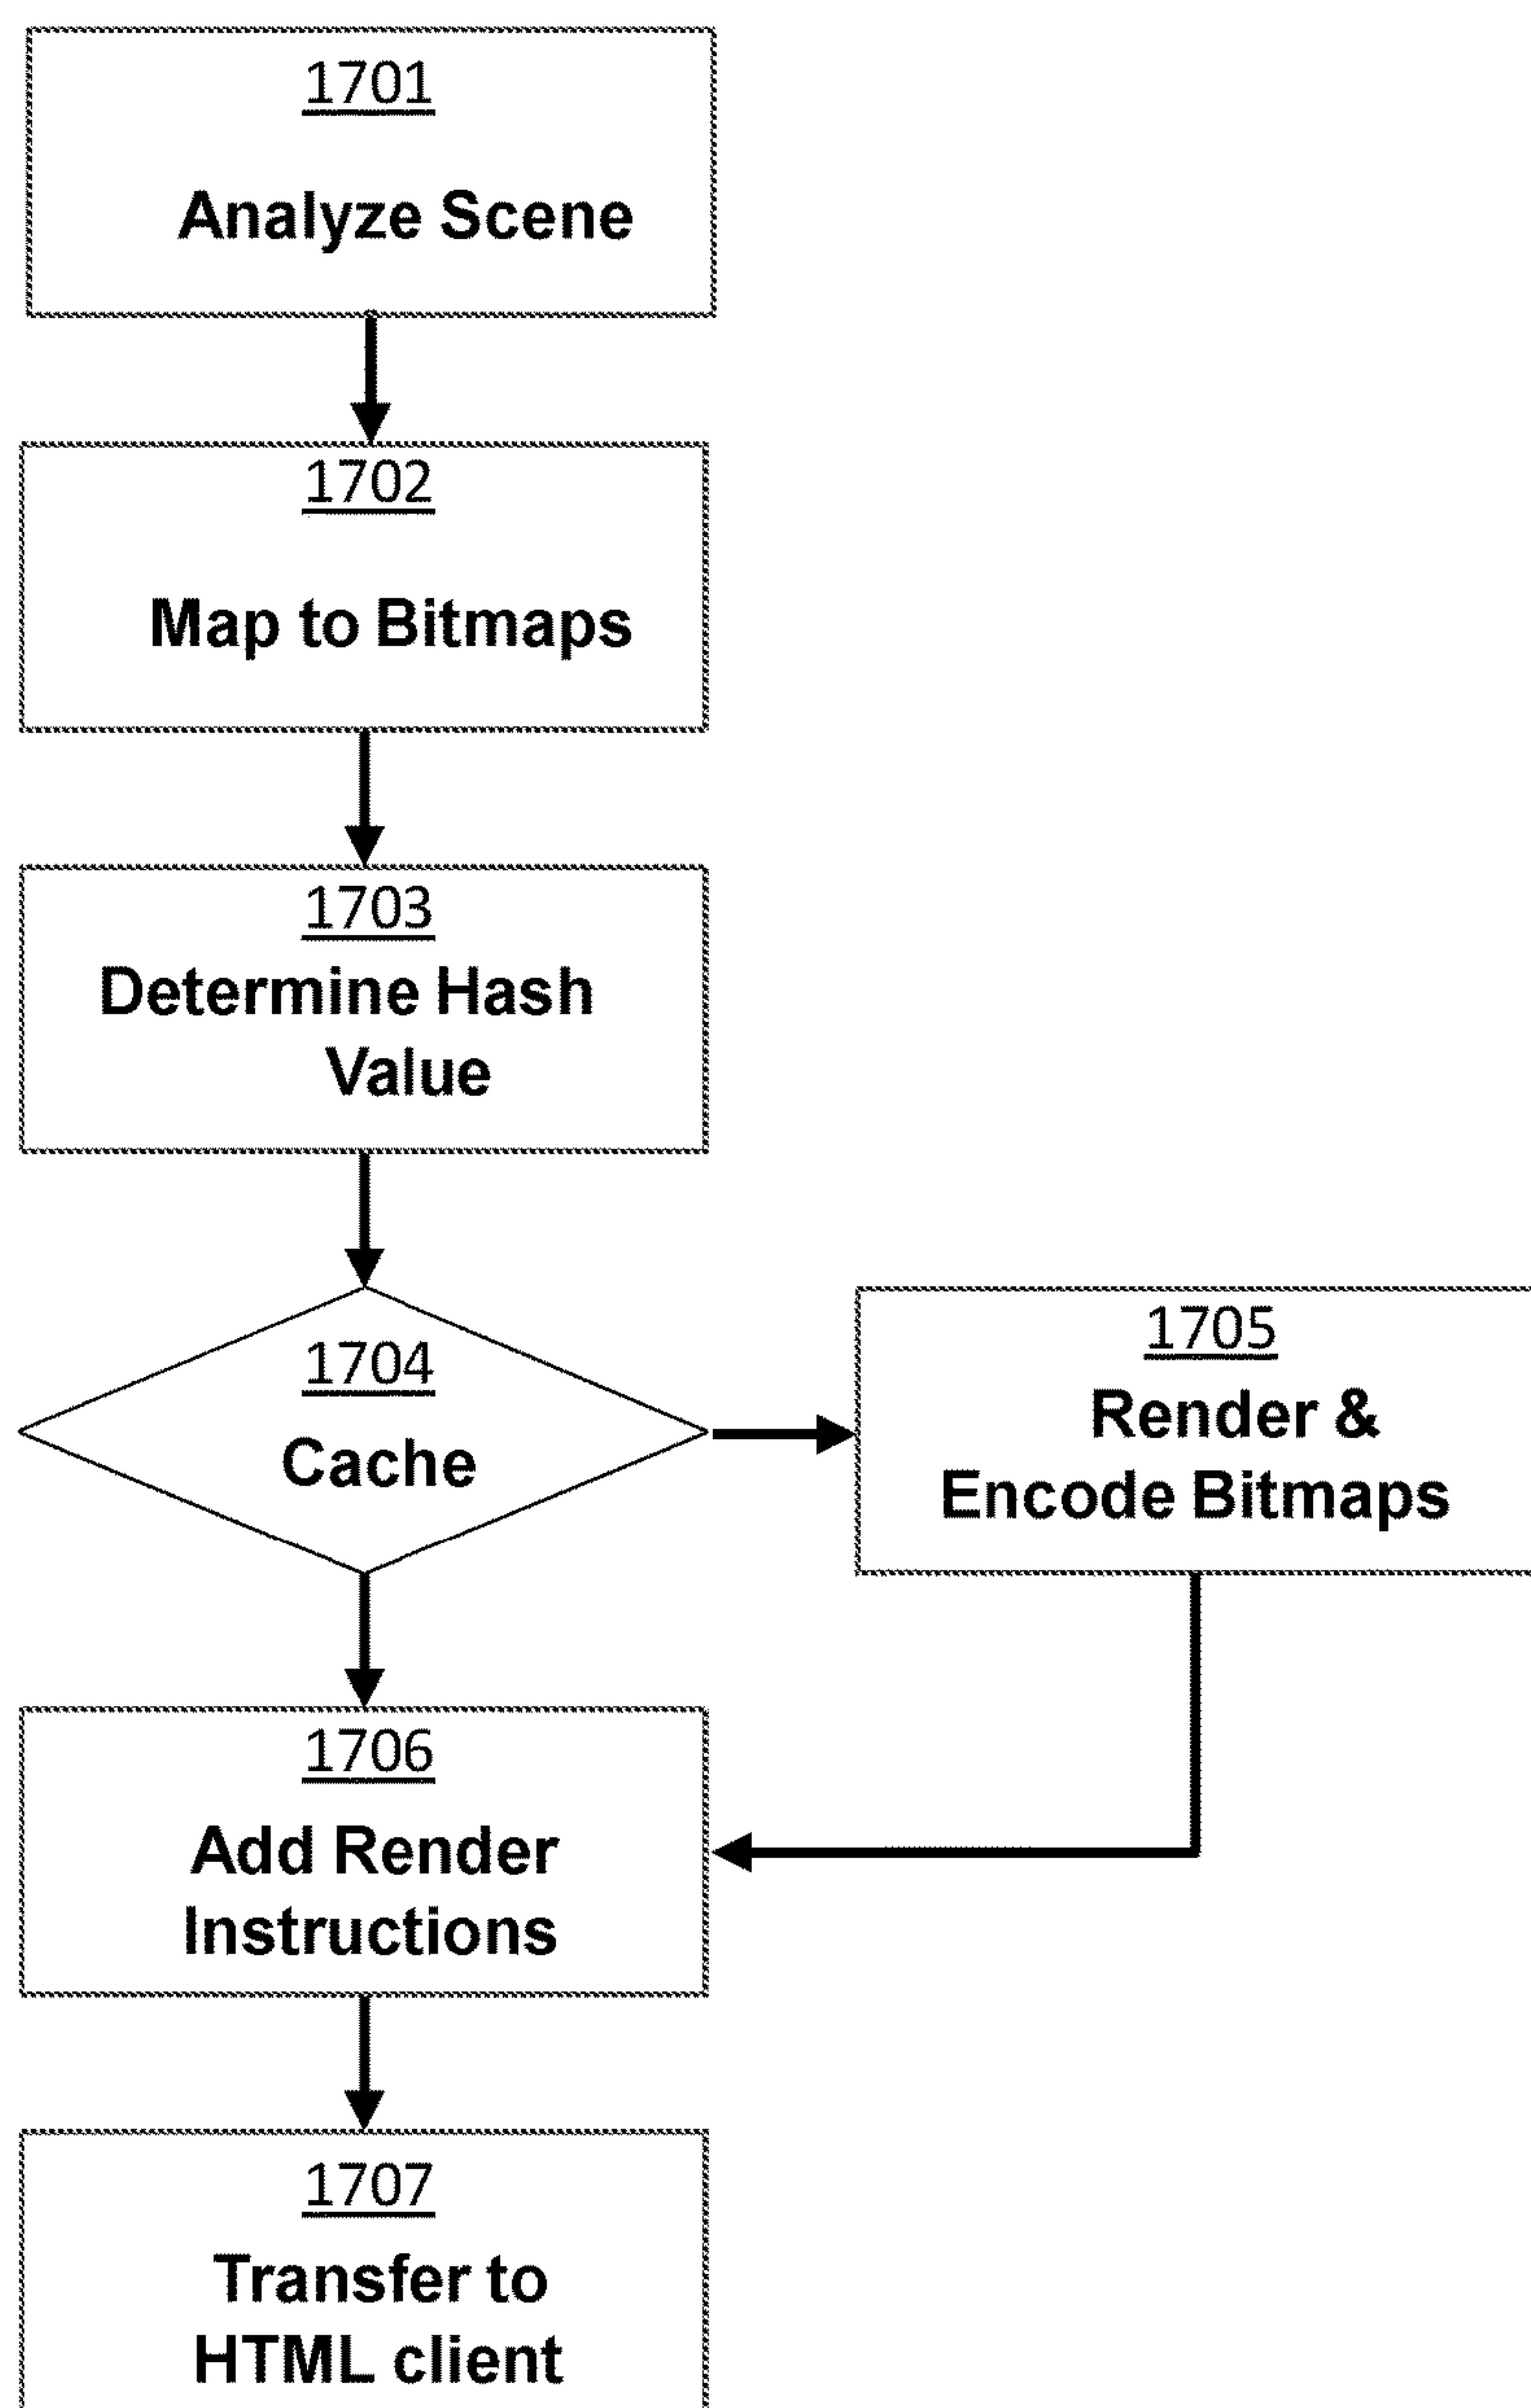 1701
Analyze Scene
1702
Map to Bitmaps
1703
Determine Hash
Value
1704
Cache
1705
Render &
Encode Bitmaps
1706
Add Render
Instructions
1707
Transfer to
HTML client